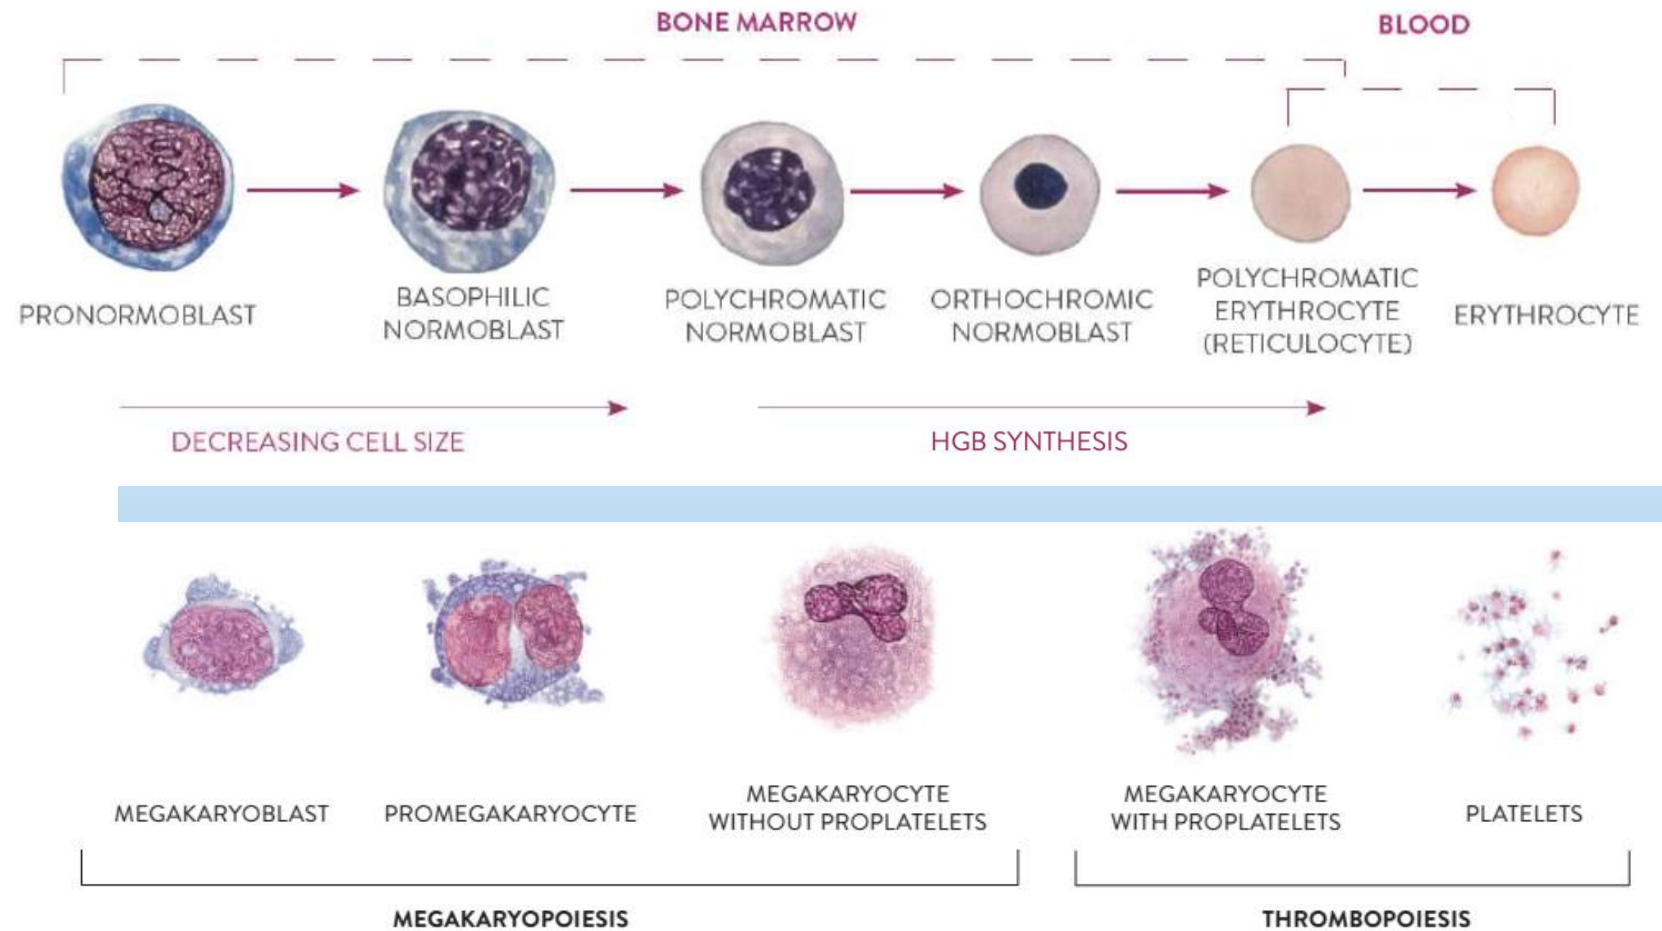 BONE MARROW
BLOOD
PRONORMOBLAST
BASOPHILIC
NORMOBLAST
POLYCHROMATIC
NORMOBLAST
ORTHOCHROMIC
NORMOBLAST
POLYCHROMATIC
ERYTHROCYTE
(RETICULOCYTE)
ERYTHROCYTE
DECREASING CELL SIZE
HGB SYNTHESIS
MEGAKARYOBLAST
PROMEGAKARYOCYTE
MEGAKARYOCYTE
WITHOUT PROPLATELETS
MEGAKARYOCYTE
WITH PROPLATELETS
PLATELETS
MEGAKARYOPOIESIS
THROMBOPOIESIS